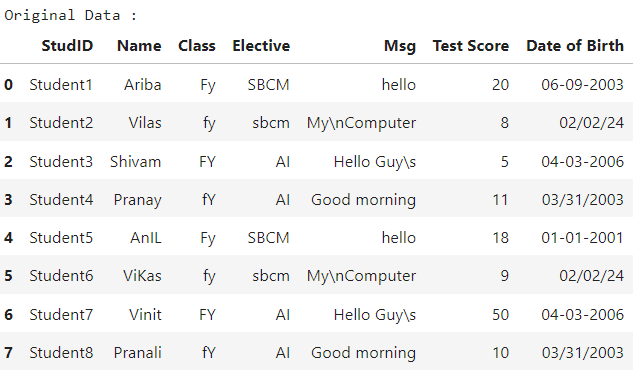 Original Data :
StudID Name Class Elective Msg Test Score Date of Birth
0 Student1 Ariba Fy SBCM hello 20 06-09-2003
1 Student2 Vilas fy sbcm My\nComputer 8 02/02/24
2 Student3 Shivam FY AI Hello Guy\s 5 04-03-2006
3 Student4 Pranay fY AI Good morning 11 03/31/2003
4 Student5 AnIL Fy SBCM hello 18 01-01-2001
5 Student6 ViKas fy sbcm My\nComputer 9 02/02/24
6 Student7 Vinit FY AI Hello Guy\s 50 04-03-2006
7 Student8 Pranali fY AI Good morning 10 03/31/2003